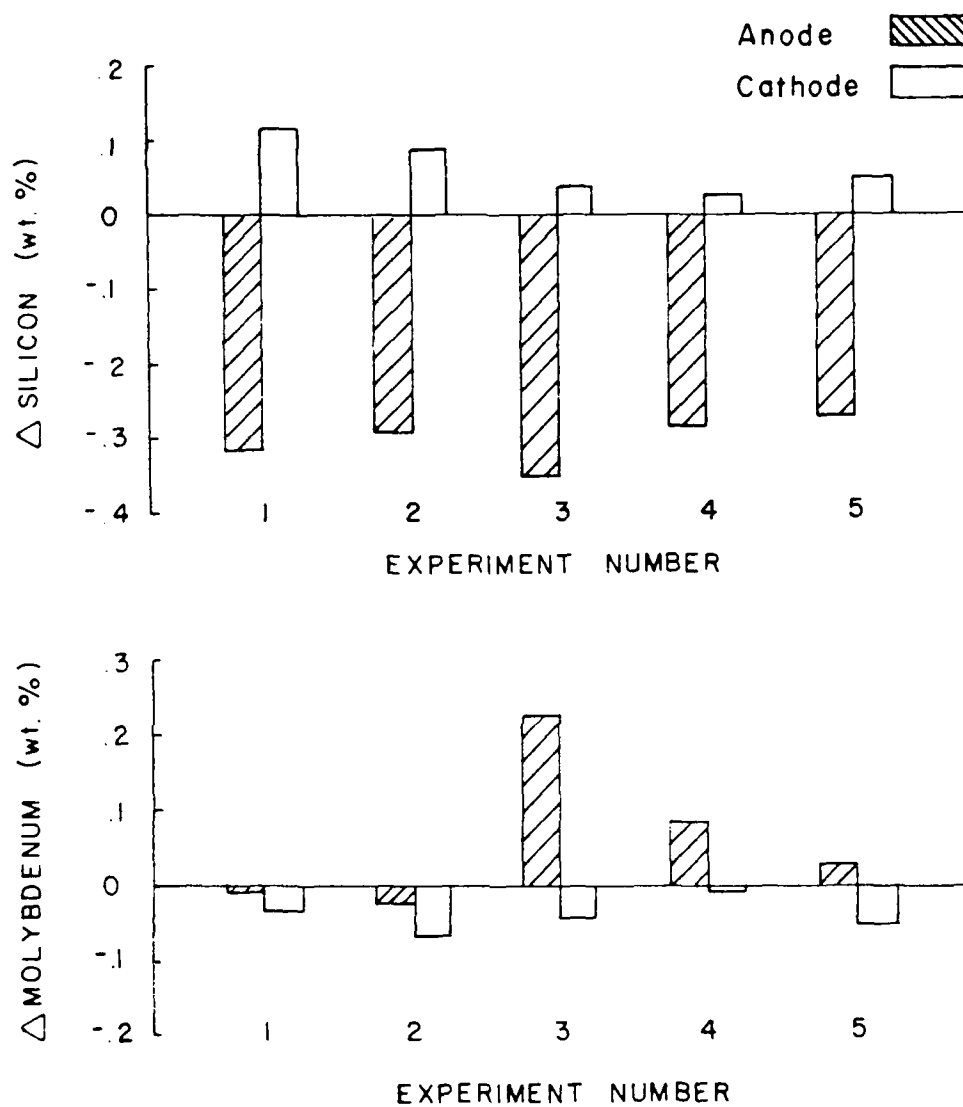 Anode
Cathode
.2
.1
0
-.1
-.2
-.3
-.4
△ SILICON (wt. %)
1 2 3 4 5
EXPERIMENT NUMBER
.3
.2
.1
0
-.1
-.2
△ MOLYBDENUM (wt. %)
1 2 3 4 5
EXPERIMENT NUMBER